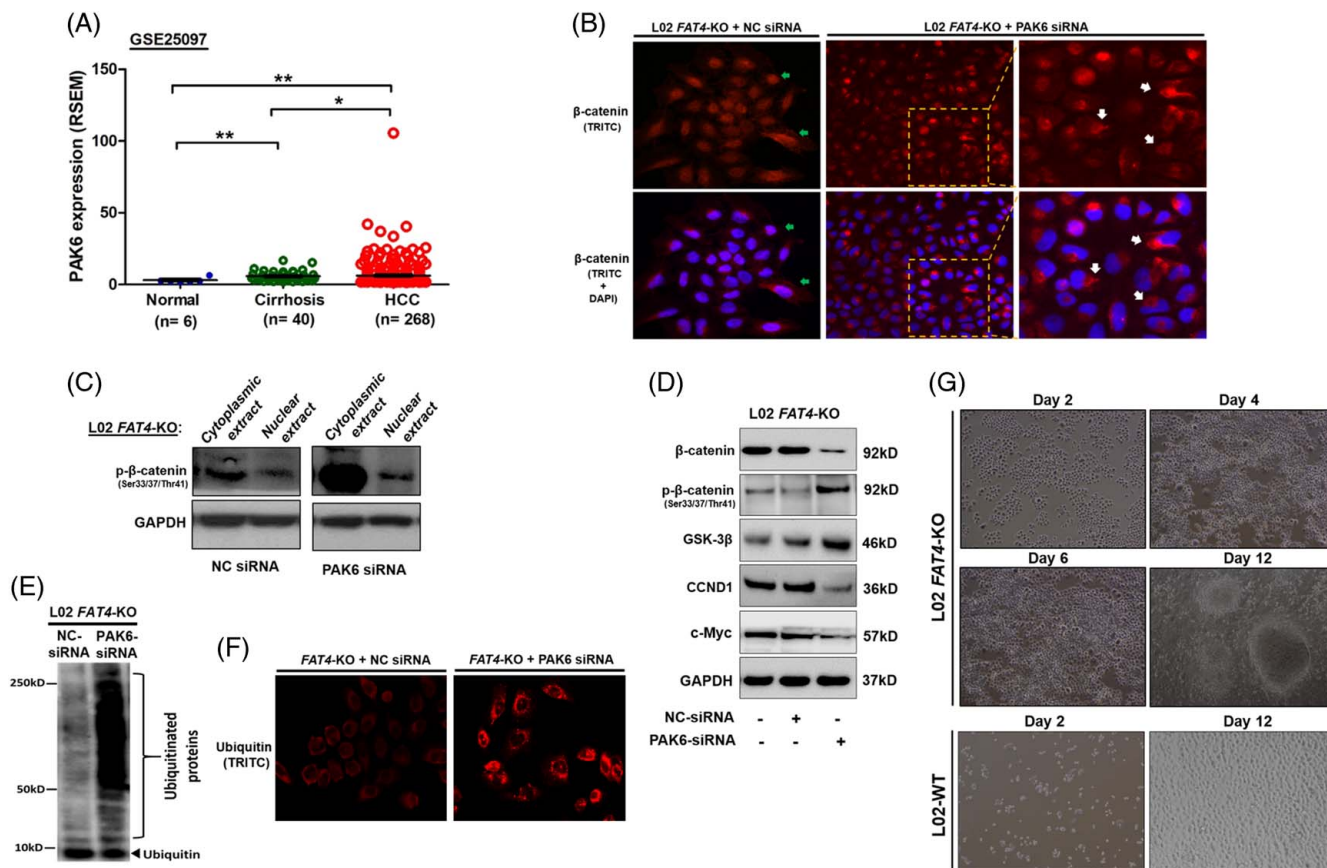 (A)
GSE25097
PAK6 expression (RSEM)
150
100
50
0
**
*
**
Normal
(n= 6)
Cirrhosis
(n= 40)
HCC
(n= 268)
(B)
L02 FAT4-KO + NC siRNA
L02 FAT4-KO + PAK6 siRNA
β-catenin
(TRITC)
β-catenin
(TRITC
+
DAPI)
(C)
L02 FAT4-KO:
Cytoplasmic
extract
Nuclear
extract
Cytoplasmic
extract
Nuclear
extract
p-β-catenin
(Ser33/37/Thr41)
GAPDH
NC siRNA
PAK6 siRNA
(D)
L02 FAT4-KO
β-catenin
92kD
p-β-catenin
(Ser33/37/Thr41)
92kD
GSK-3β
46kD
CCND1
36kD
c-Myc
57kD
GAPDH
37kD
NC-siRNA - + -
PAK6-siRNA - - +
(E)
L02 FAT4-KO
NC-
siRNA
PAK6-
siRNA
250kD
50kD
10kD
Ubiquitinated
proteins
Ubiquitin
(F)
FAT4-KO + NC siRNA
FAT4-KO + PAK6 siRNA
Ubiquitin
(TRITC)
(G)
L02 FAT4-KO
Day 2
Day 4
Day 6
Day 12
L02-WT
Day 2
Day 12